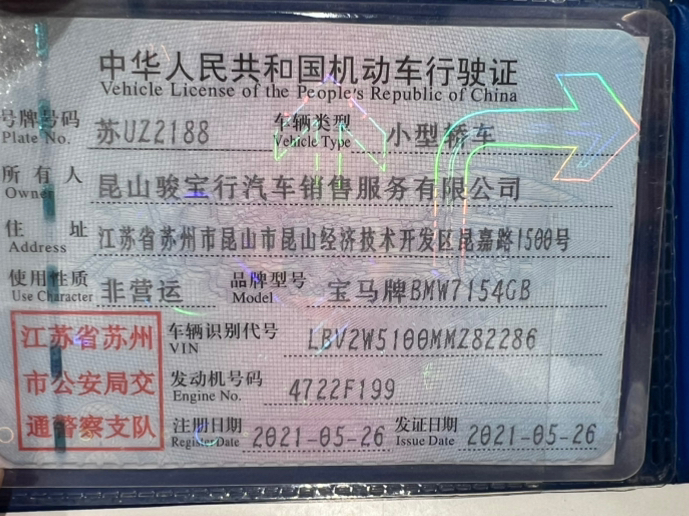 中华人民共和国机动车行驶证
Vehicle License of the People's Republic of China
号牌号码 苏UZ2188 车辆类型 小型轿车
Plate No. Vehicle Type
所有人 昆山骏宝行汽车销售服务有限公司
Owner
住址 江苏省苏州市昆山市昆山经济技术开发区昆嘉路1500号
Address
使用性质 非营运 品牌型号 宝马牌BMW7154GB
Use Character Model
江苏省苏州
市公安局交
通警察支队
车辆识别代号 LBV2W5100MMZ82286
VIN
发动机号码 4722F199
Engine No.
注册日期 2021-05-26 发证日期 2021-05-26
Register Date Issue Date